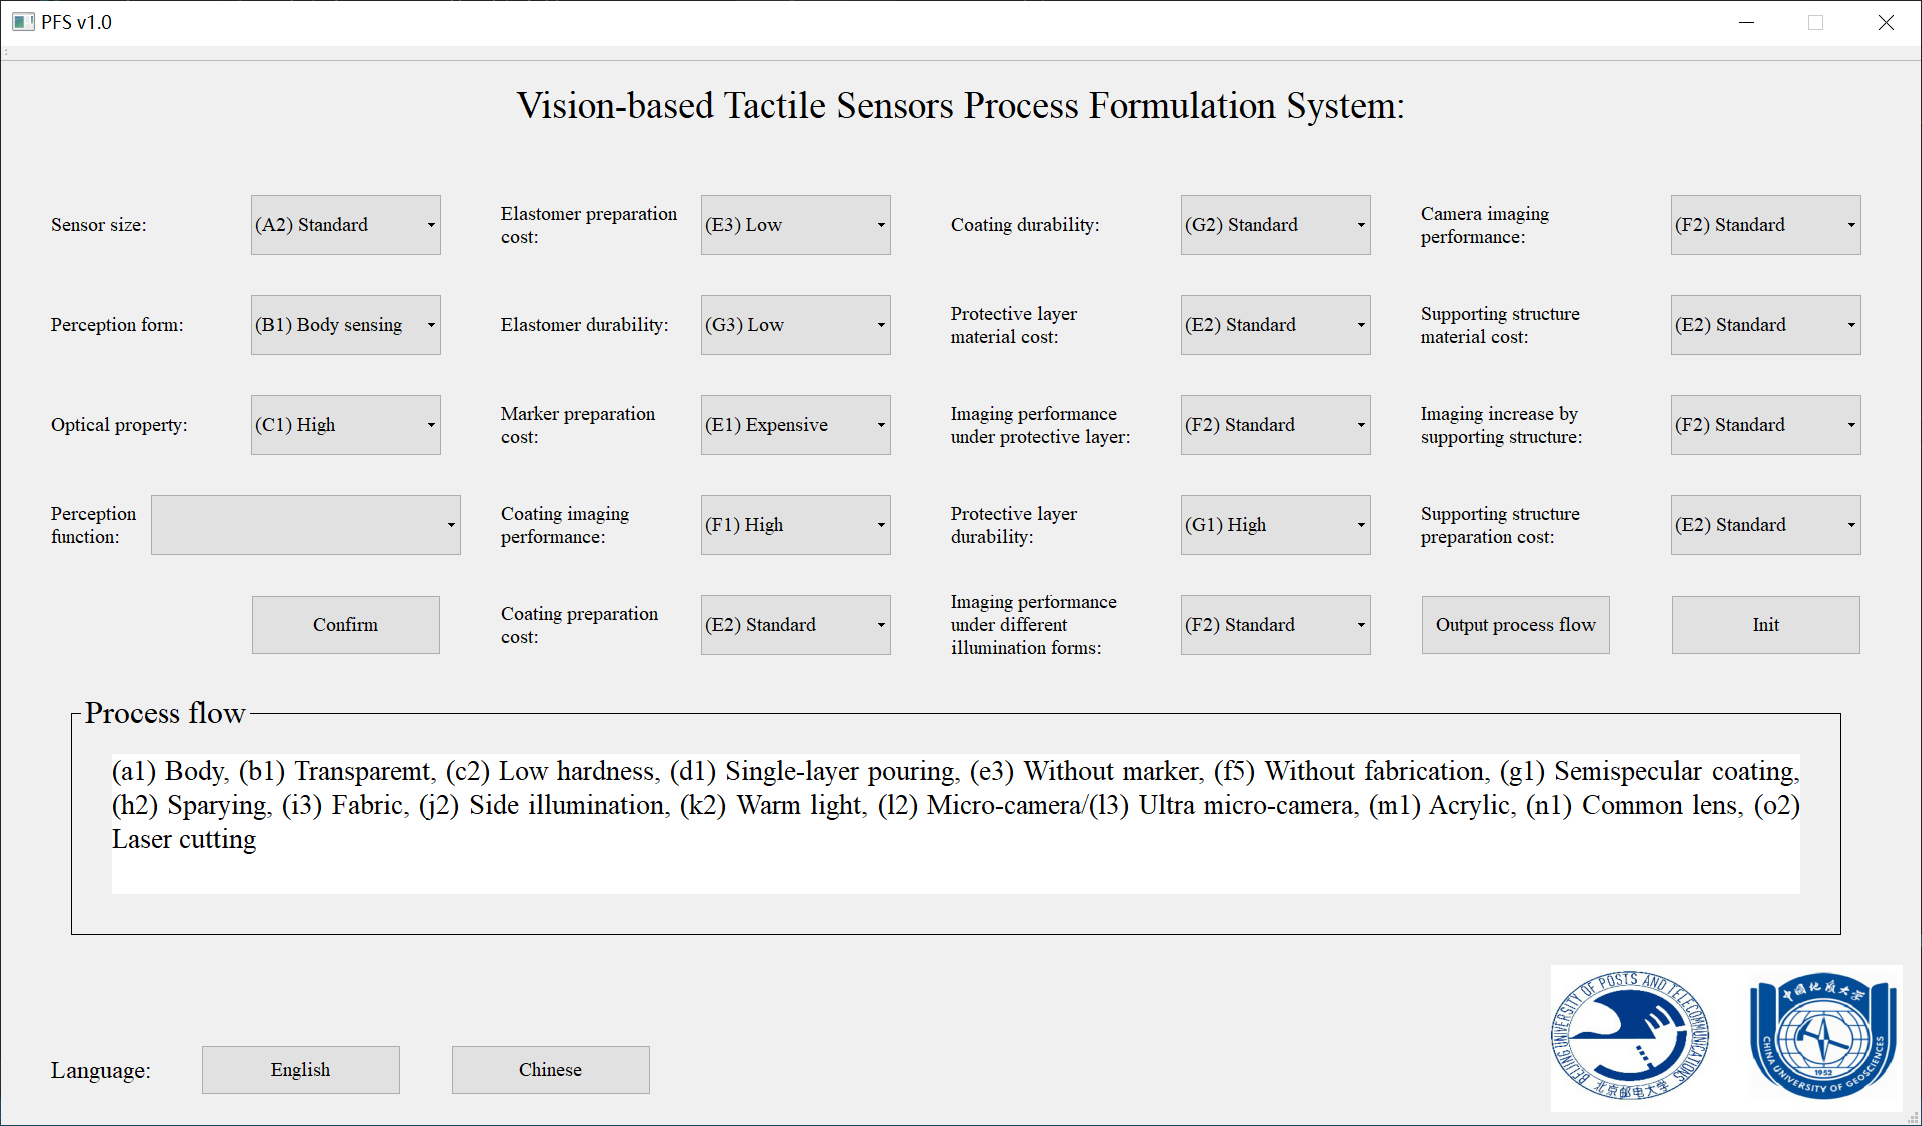 PFS v1.0
Vision-based Tactile Sensors Process Formulation System:
Sensor size:
(A2) Standard
Elastomer preparation
cost:
(E3) Low
Coating durability:
(G2) Standard
Camera imaging
performance:
(F2) Standard
Perception form:
(B1) Body sensing
Elastomer durability:
(G3) Low
Protective layer
material cost:
(E2) Standard
Supporting structure
material cost:
(E2) Standard
Optical property:
(C1) High
Marker preparation
cost:
(E1) Expensive
Imaging performance
under protective layer:
(F2) Standard
Imaging increase by
supporting structure:
(F2) Standard
Perception
function:
Coating imaging
performance:
(F1) High
Protective layer
durability:
(G1) High
Supporting structure
preparation cost:
(E2) Standard
Confirm
Coating preparation
cost:
(E2) Standard
Imaging performance
under different
illumination forms:
(F2) Standard
Output process flow
Init
Process flow
(a1) Body, (b1) Transparemt, (c2) Low hardness, (d1) Single-layer pouring, (e3) Without marker, (f5) Without fabrication, (g1) Semispecular coating,
(h2) Sparying, (i3) Fabric, (j2) Side illumination, (k2) Warm light, (l2) Micro-camera/(l3) Ultra micro-camera, (m1) Acrylic, (n1) Common lens, (o2)
Laser cutting
Language:
English
Chinese
BEIJING UNIVERSITY OF POSTS AND TELECOMMUNICATIONS
北京邮电大学
中国地质大学
1952
CHINA UNIVERSITY OF GEOSCIENCES